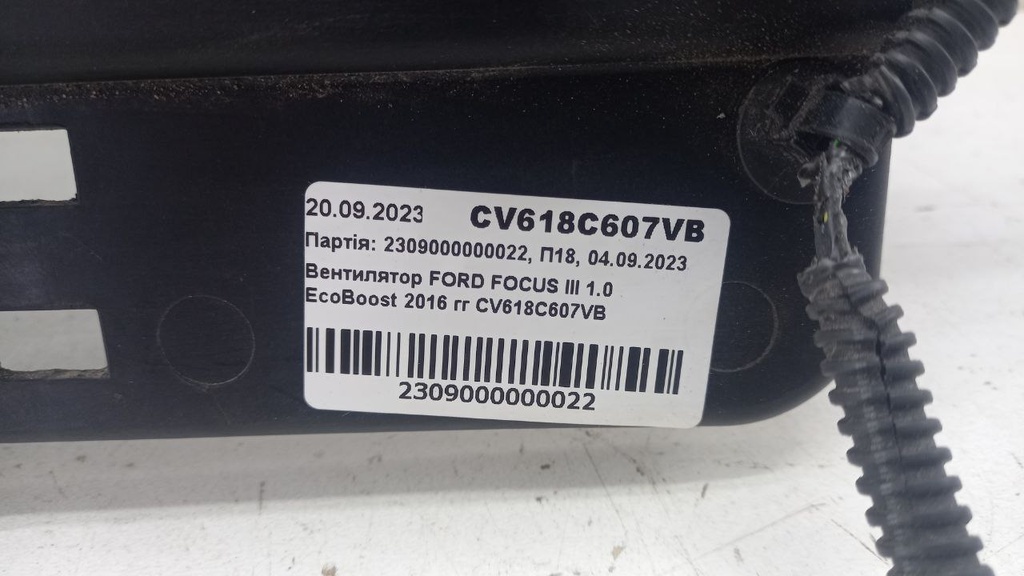 20.09.2023 CV618C607VB
Партія: 2309000000022, П18, 04.09.2023
Вентилятор FORD FOCUS III 1.0
EcoBoost 2016 гг CV618C607VB
2309000000022